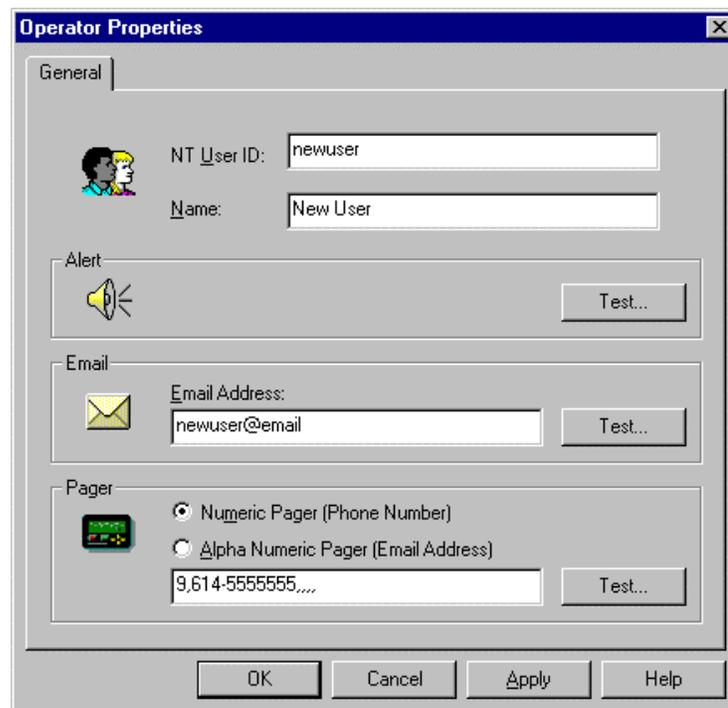 Operator Properties
General
NT User ID: newuser
Name: New User
Alert
Test...
Email
Email Address:
newuser@email
Test...
Pager
Numeric Pager (Phone Number)
Alpha Numeric Pager (Email Address)
9,614-5555555,,,,
Test...
OK Cancel Apply Help